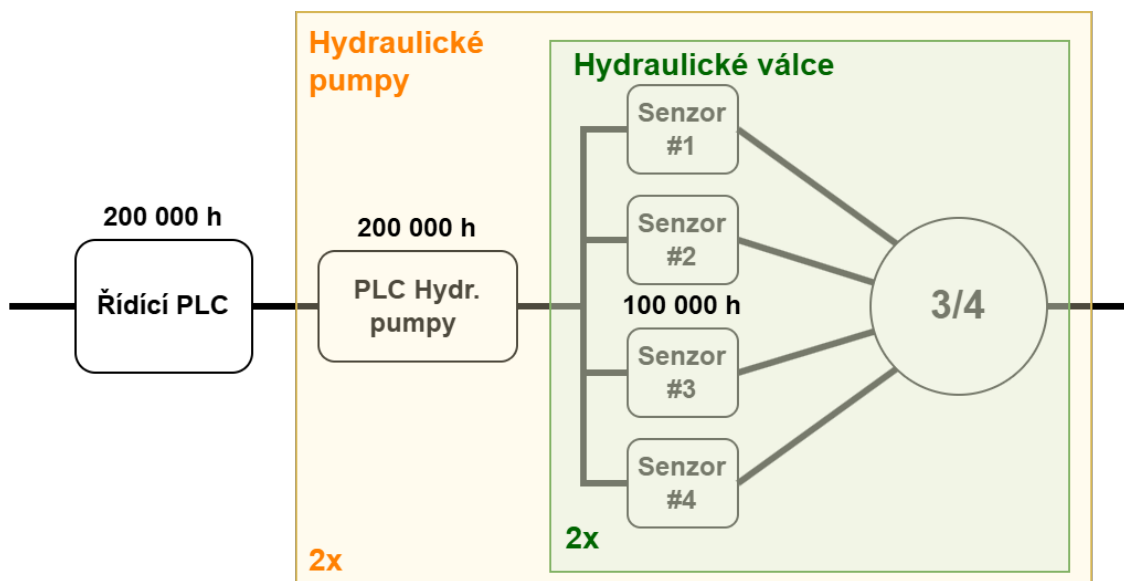 Hydraulické
pumpy
Hydraulické válce
Senzor
#1
200 000 h
Řídící PLC
200 000 h
PLC Hydr.
pumpy
Senzor
#2
100 000 h
Senzor
#3
Senzor
#4
3/4
2x
2x